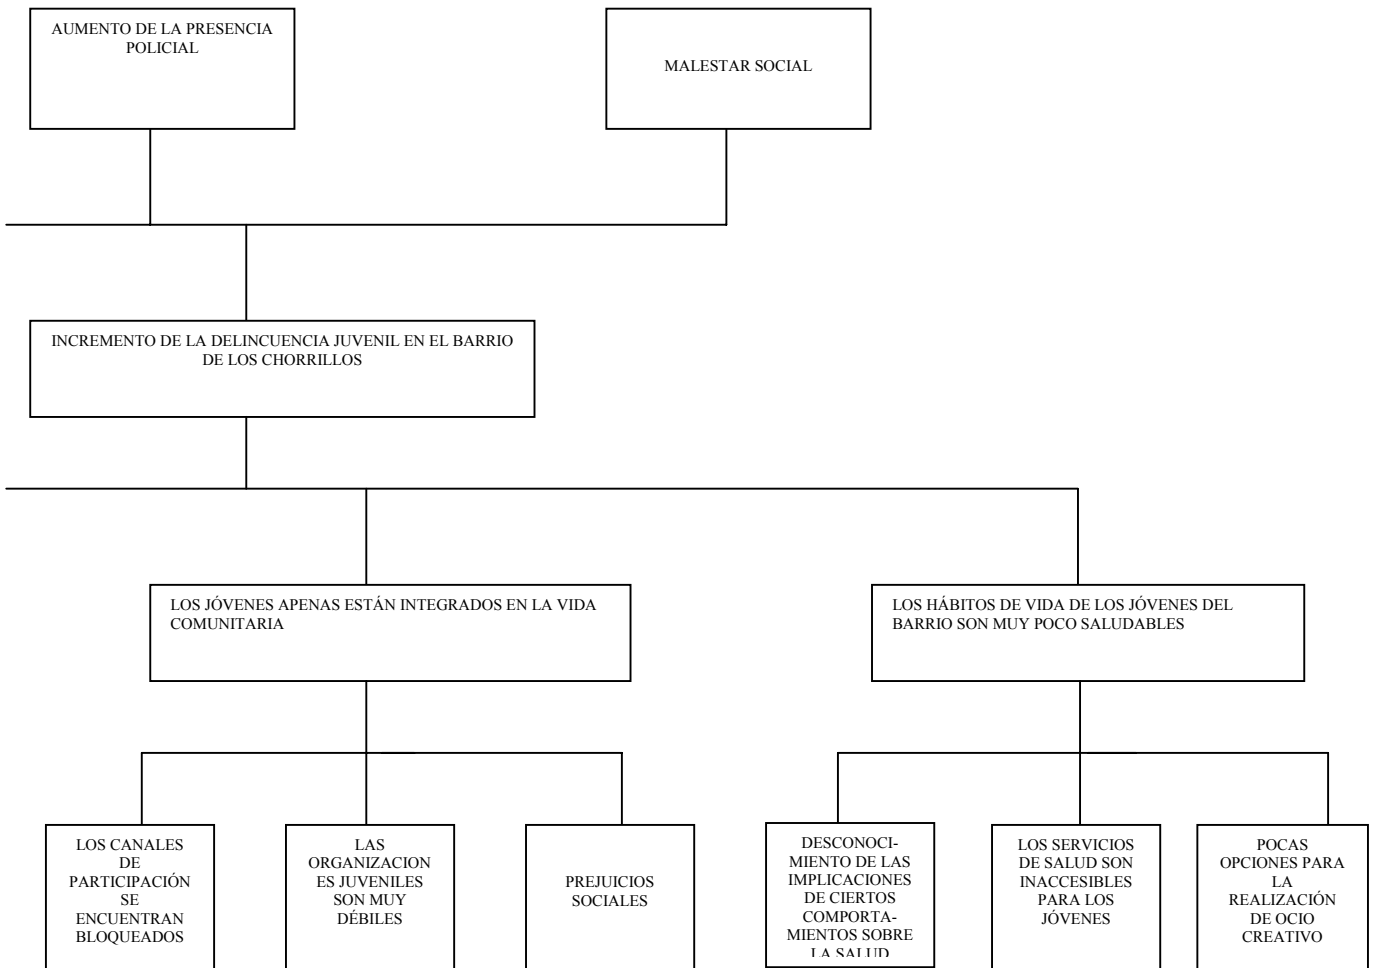 AUMENTO DE LA PRESENCIA
POLICIAL
MALESTAR SOCIAL
INCREMENTO DE LA DELINCUENCIA JUVENIL EN EL BARRIO
DE LOS CHORRILLOS
LOS JÓVENES APENAS ESTÁN INTEGRADOS EN LA VIDA
COMUNITARIA
LOS HÁBITOS DE VIDA DE LOS JÓVENES DEL
BARRIO SON MUY POCO SALUDABLES
LOS CANALES
DE
PARTICIPACIÓN
SE
ENCUENTRAN
BLOQUEADOS
LAS
ORGANIZACION
ES JUVENILES
SON MUY
DÉBILES
PREJUICIOS
SOCIALES
DESCONOCI-
MIENTO DE LAS
IMPLICACIONES
DE CIERTOS
COMPORTA-
MIENTOS SOBRE
LA SALUD
LOS SERVICIOS
DE SALUD SON
INACCESIBLES
PARA LOS
JÓVENES
POCAS
OPCIONES PARA
LA
REALIZACIÓN
DE OCIO
CREATIVO